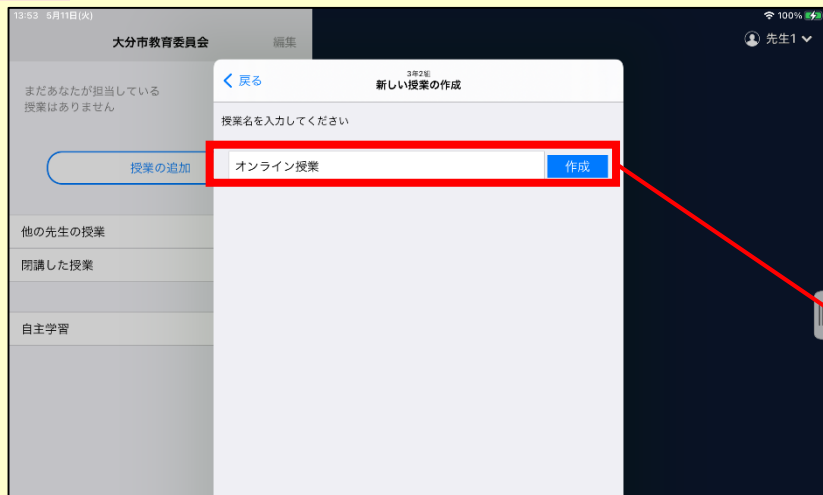 13:53 5月11日(火)
100%
大分市教育委員会
編集
先生1
まだあなたが担当している
授業はありません
授業の追加
他の先生の授業
閉講した授業
自主学習
戻る
3年2組
新しい授業の作成
授業名を入力してください
オンライン授業
作成